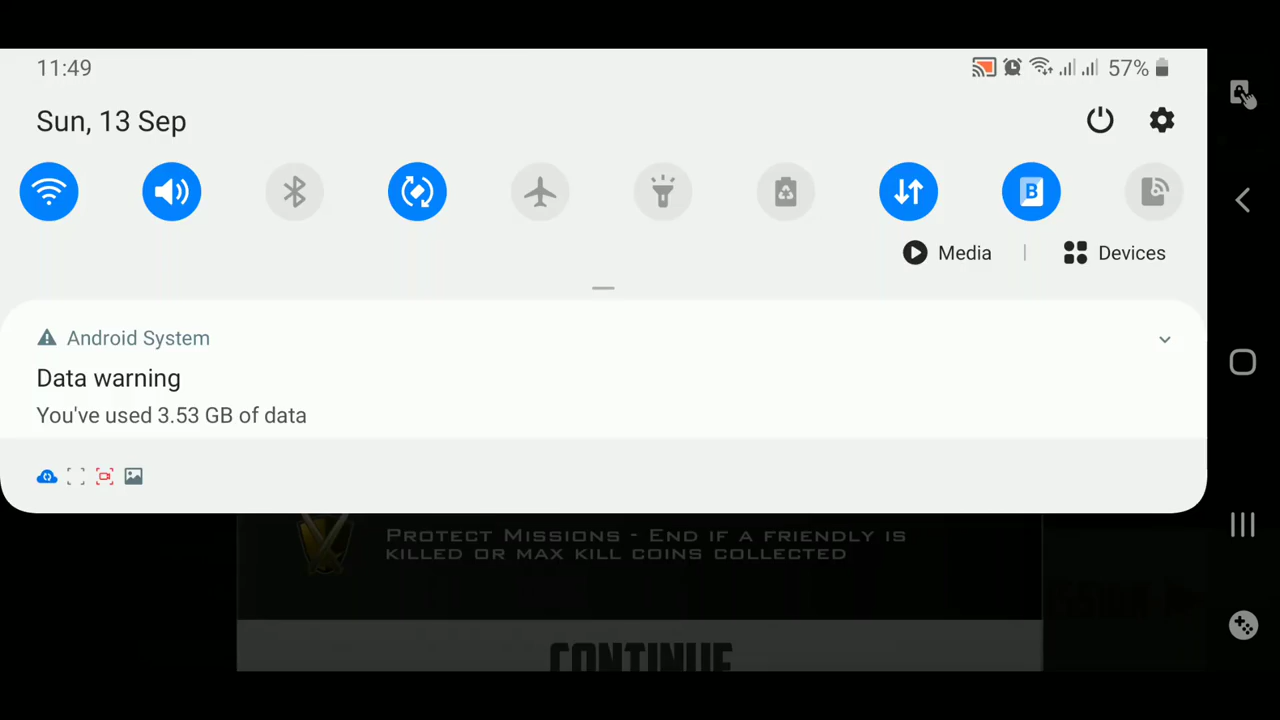 11:49
57%
Sun, 13 Sep
B
Media | Devices
Android System
Data warning
You've used 3.53 GB of data
PROTECT MISSIONS - END IF A FRIENDLY IS
KILLED OR MAX KILL COINS COLLECTED
CONTINUE